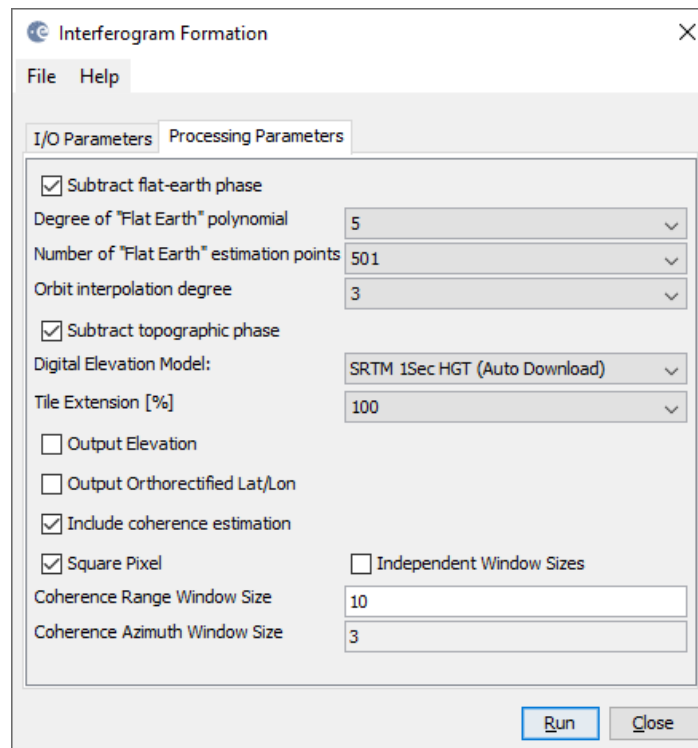 Interferogram Formation
File Help
I/O Parameters Processing Parameters
Subtract flat-earth phase
Degree of "Flat Earth" polynomial 5
Number of "Flat Earth" estimation points 501
Orbit interpolation degree 3
Subtract topographic phase
Digital Elevation Model: SRTM 1Sec HGT (Auto Download)
Tile Extension [%] 100
Output Elevation
Output Orthorectified Lat/Lon
Include coherence estimation
Square Pixel Independent Window Sizes
Coherence Range Window Size 10
Coherence Azimuth Window Size 3
Run Close